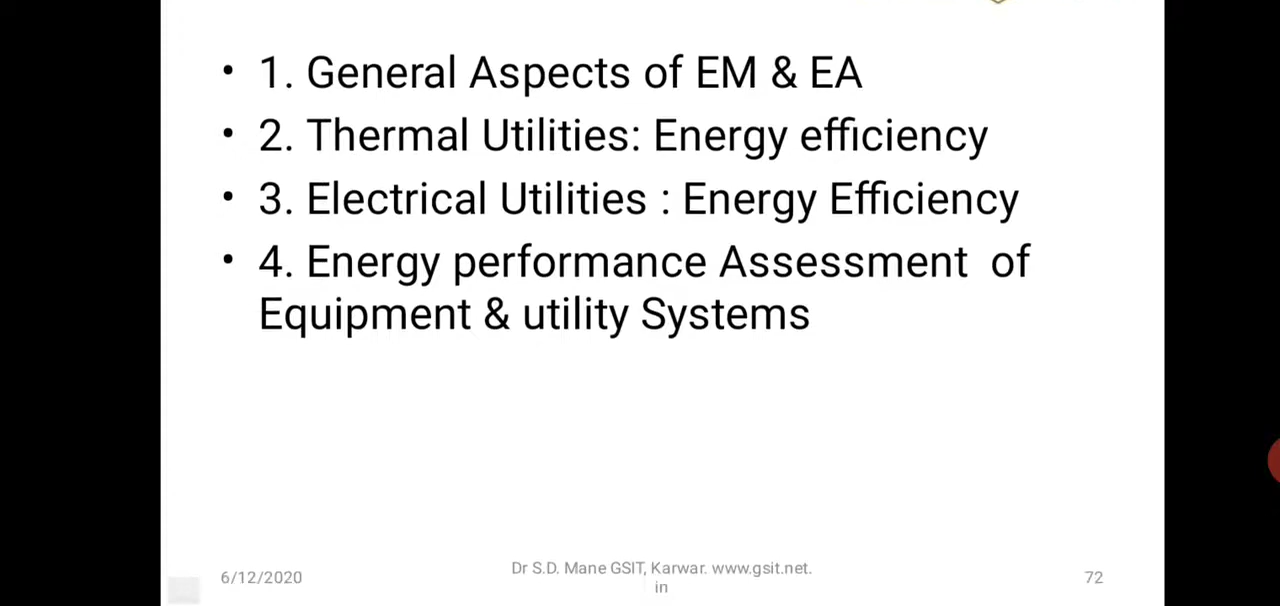 • 1. General Aspects of EM & EA
• 2. Thermal Utilities: Energy efficiency
• 3. Electrical Utilities : Energy Efficiency
• 4. Energy performance Assessment  of
Equipment & utility Systems
6/12/2020
Dr S.D. Mane GSIT, Karwar. www.gsit.net.
in
72